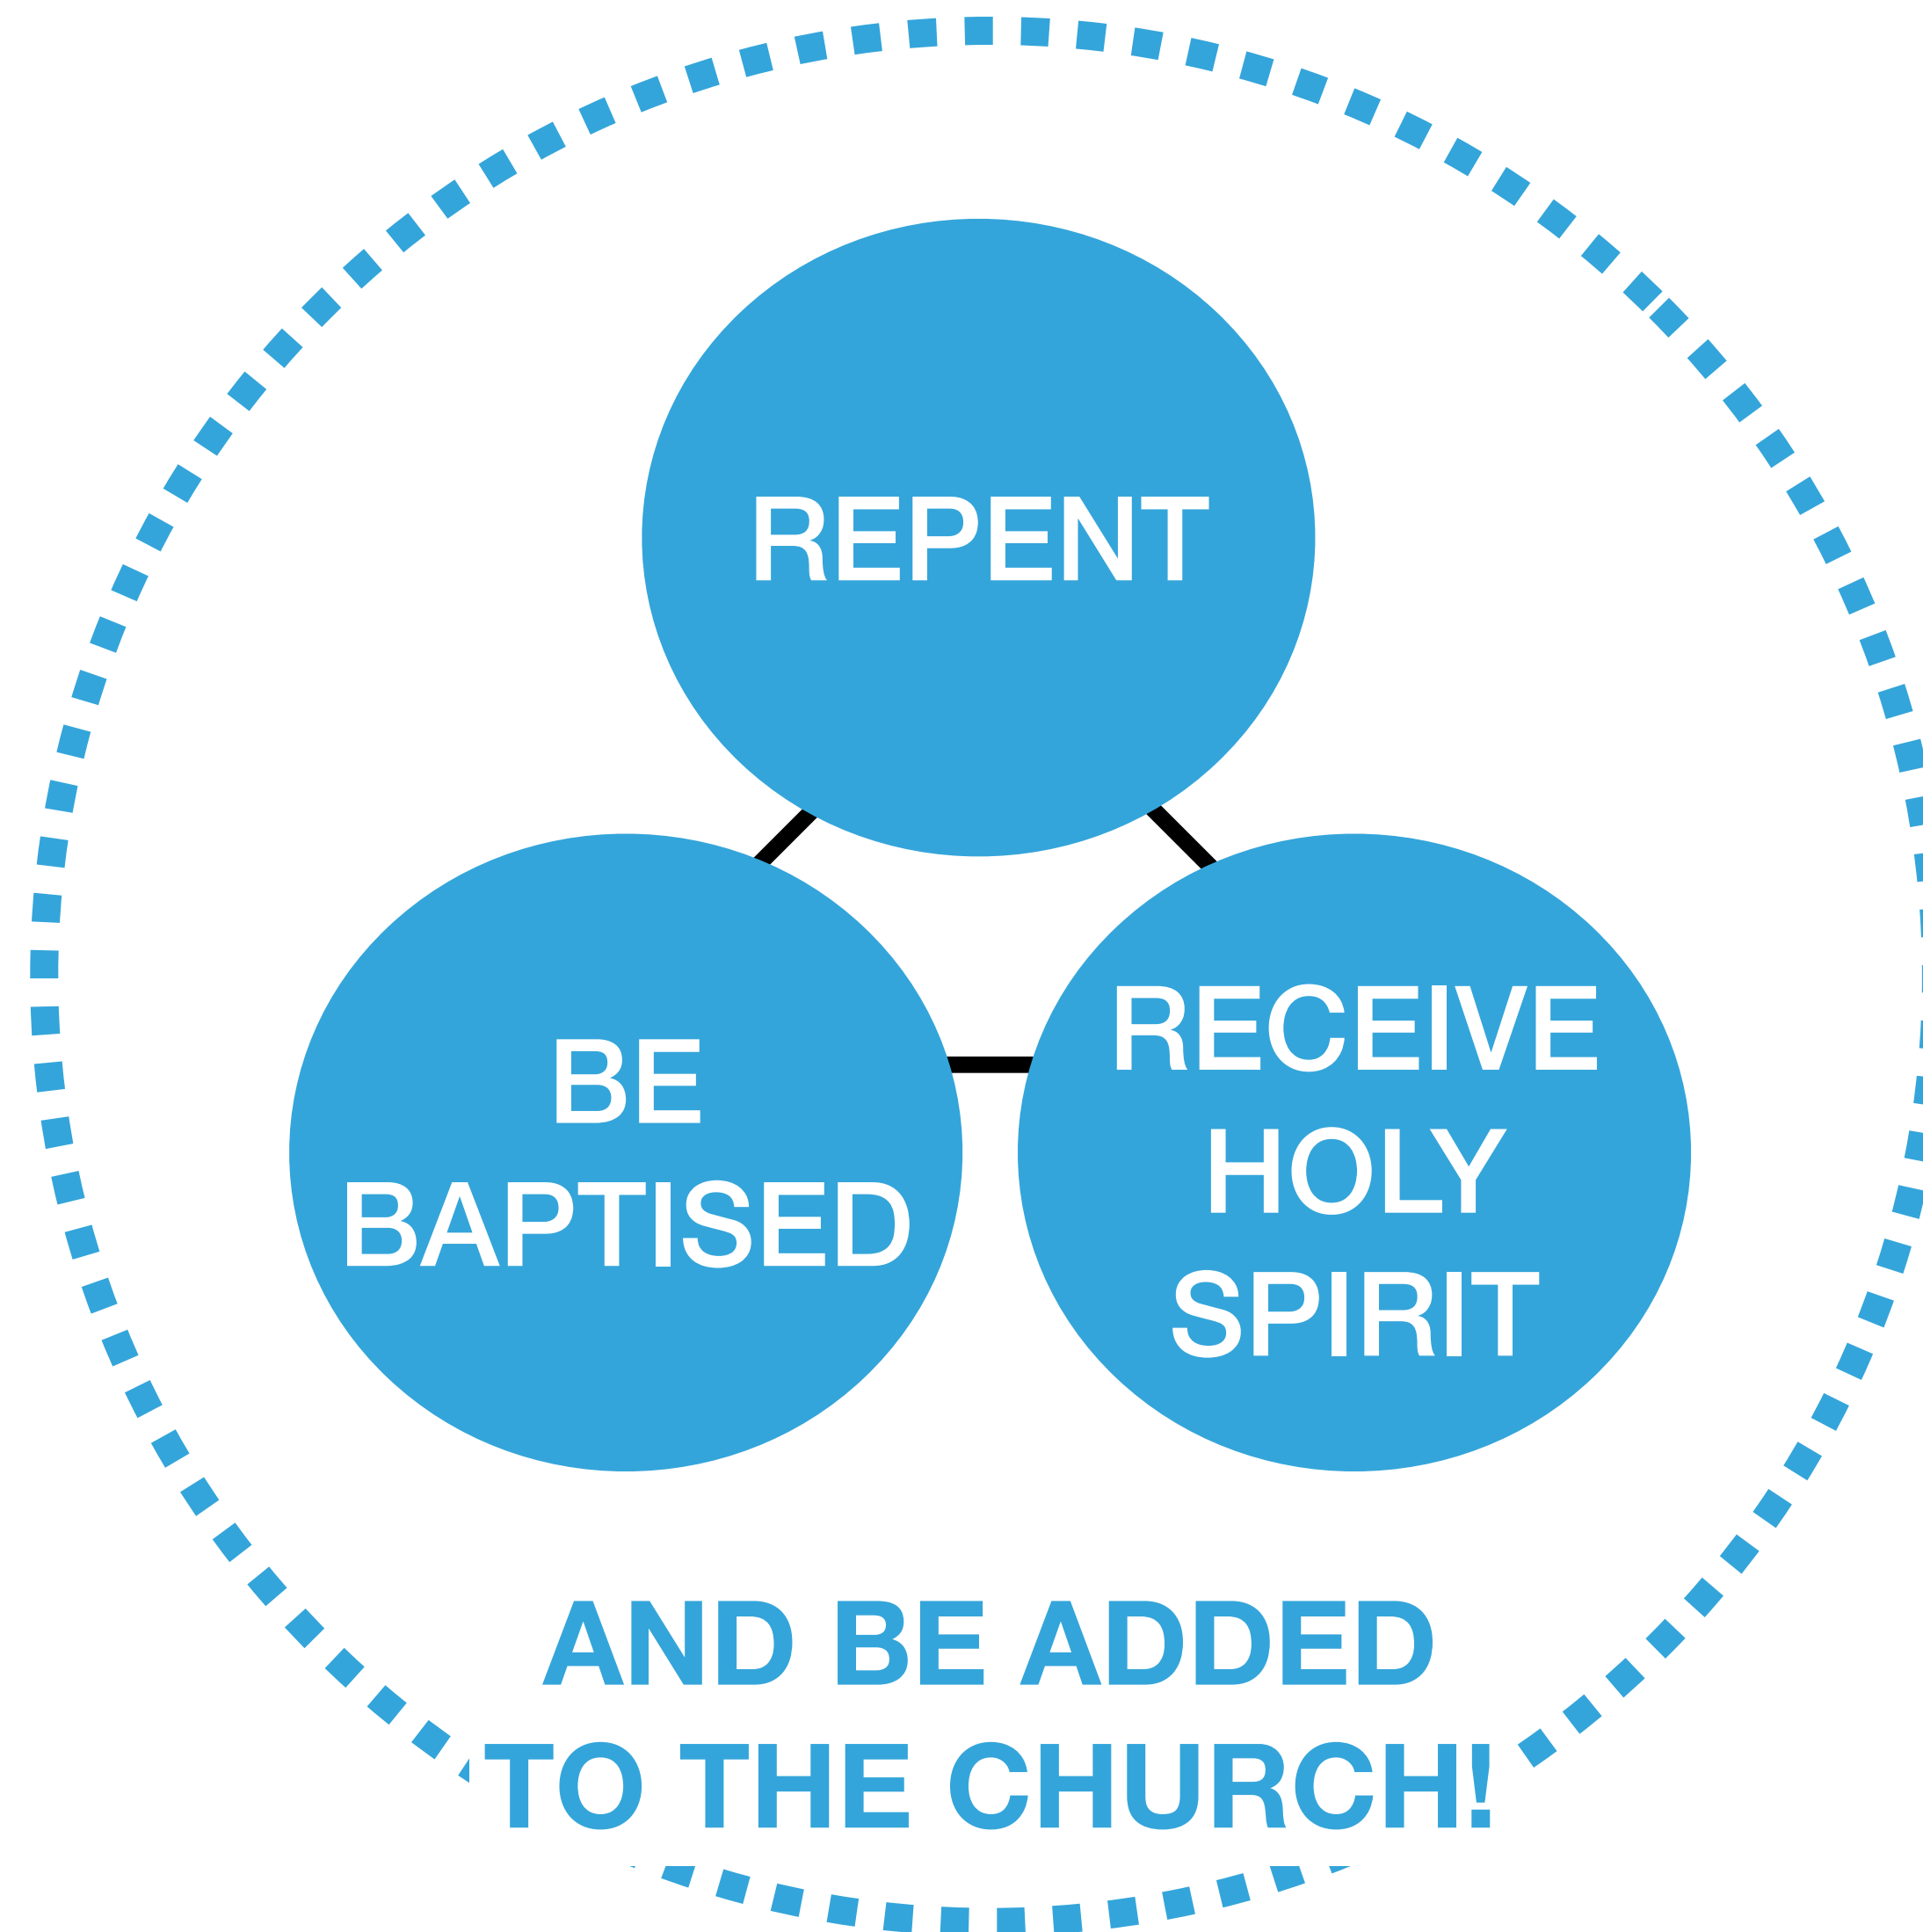 REPENT
BE
BAPTISED
RECEIVE
HOLY
SPIRIT
AND BE ADDED
TO THE CHURCH!